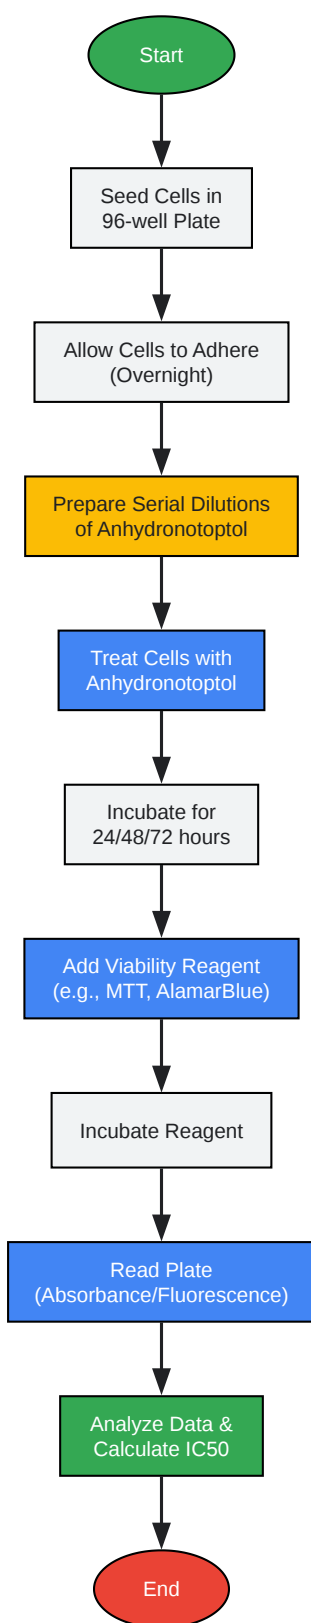 Start
Seed Cells in
96-well Plate
Allow Cells to Adhere
(Overnight)
Prepare Serial Dilutions
of Anhydronotoptol
Treat Cells with
Anhydronotoptol
Incubate for
24/48/72 hours
Add Viability Reagent
(e.g., MTT, AlamarBlue)
Incubate Reagent
Read Plate
(Absorbance/Fluorescence)
Analyze Data &
Calculate IC50
End